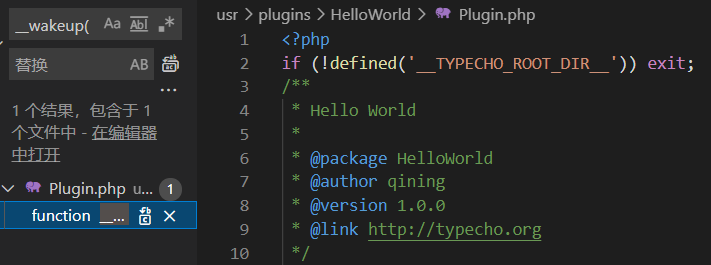 __wakeup(
Aa
Abl
.*
替换
AB
...
1 个结果，包含于 1
个文件中 - 在编辑器
中打开
Plugin.php u... 1
function __...
usr > plugins > HelloWorld > Plugin.php
1 <?php
2 if (!defined('__TYPECHO_ROOT_DIR__')) exit;
3 /**
4  * Hello World
5  *
6  * @package HelloWorld
7  * @author qining
8  * @version 1.0.0
9  * @link http://typecho.org
10  */